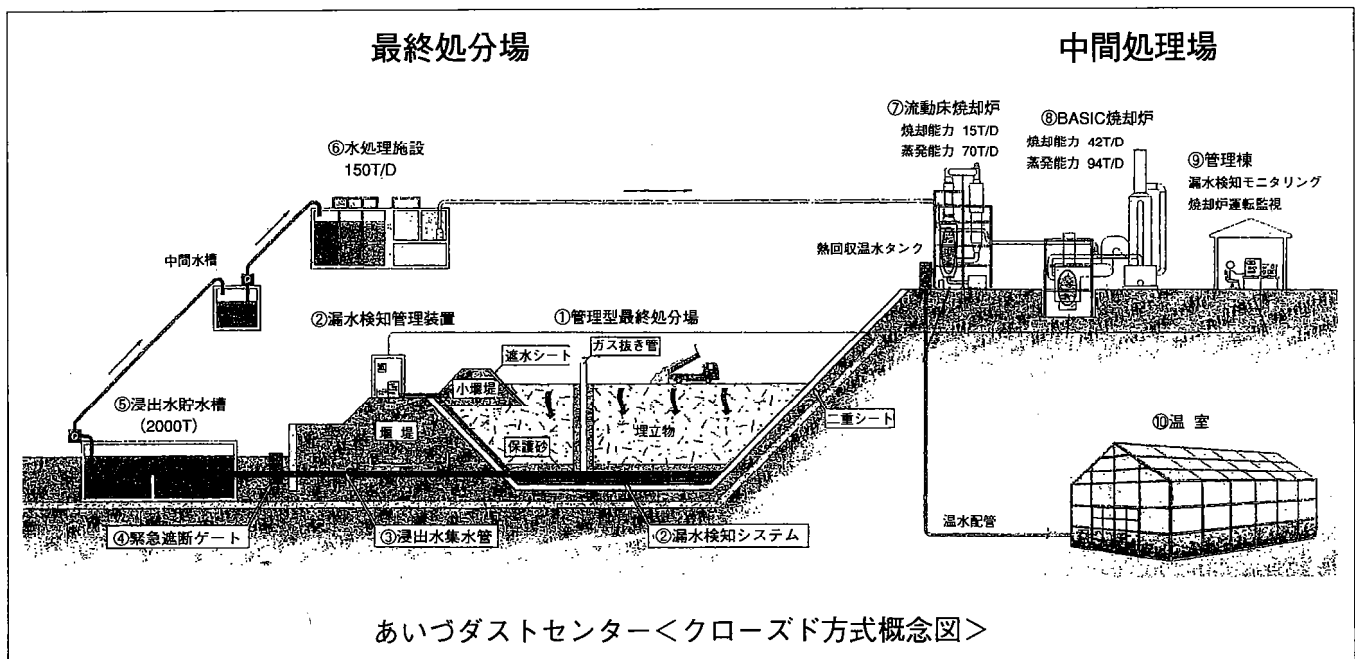 最終処分場
中間処理場
⑦流動床焼却炉
焼却能力 15T/D
蒸発能力 70T/D
⑧BASIC焼却炉
焼却能力 42T/D
蒸発能力 94T/D
⑨管理棟
漏水検知モニタリング
焼却炉運転監視
⑥水処理施設
150T/D
熱回収温水タンク
中間水槽
②漏水検知管理装置
①管理型最終処分場
ガス抜き管
遮水シート
小堰堤
⑤浸出水貯水槽
(2000T)
堰堤
保護砂
埋立物
二重シート
⑩温室
④緊急遮断ゲート
③浸出水集水管
②漏水検知システム
温水配管
あいづダストセンター<クローズド方式概念図>